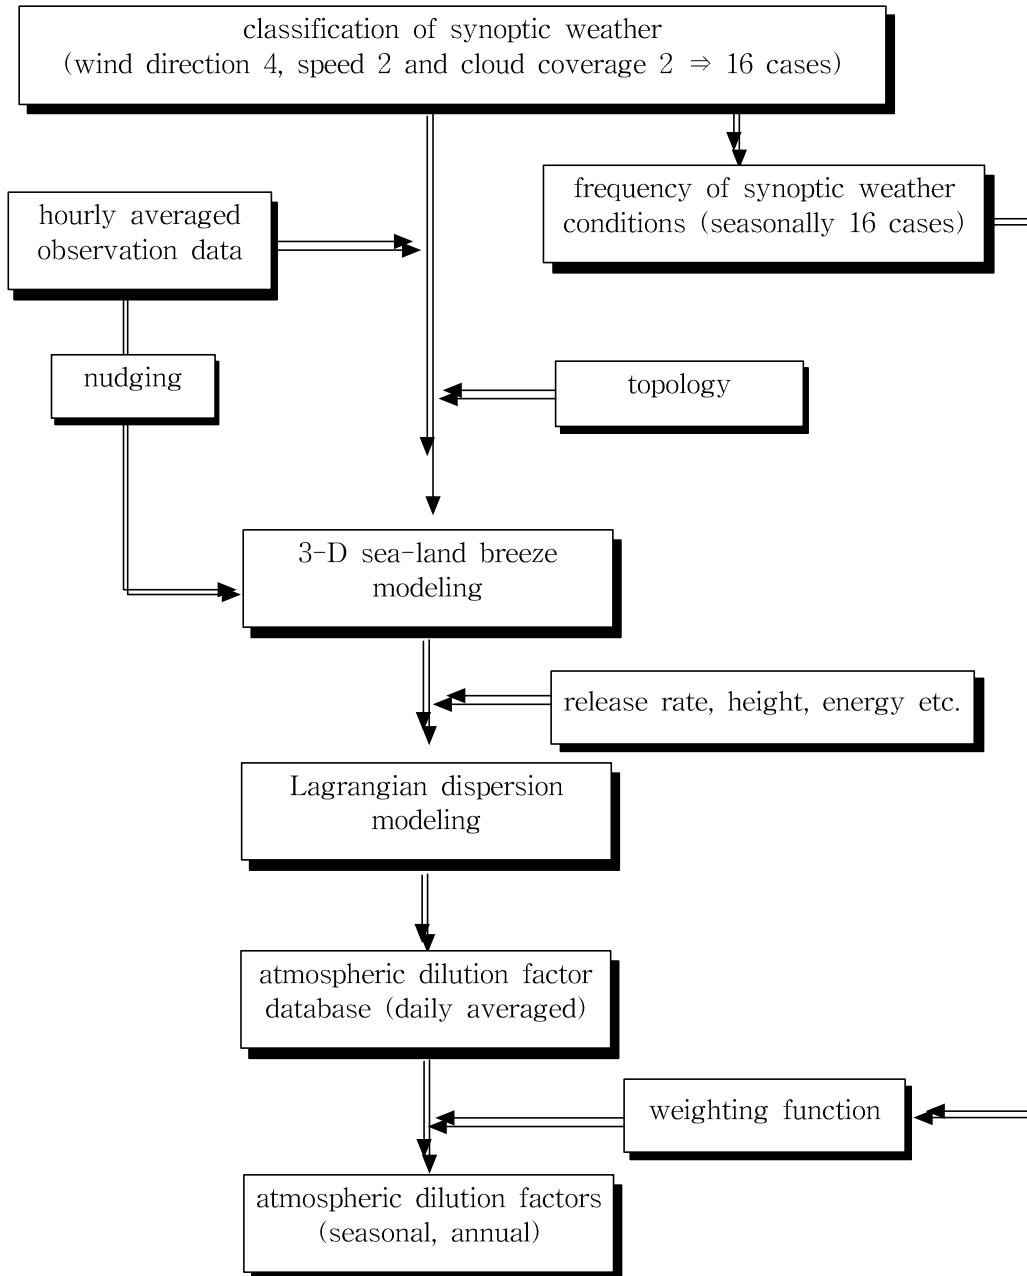 classification of synoptic weather
(wind direction 4, speed 2 and cloud coverage 2 ⇒ 16 cases)
frequency of synoptic weather
conditions (seasonally 16 cases)
hourly averaged
observation data
nudging
topology
3-D sea-land breeze
modeling
release rate, height, energy etc.
Lagrangian dispersion
modeling
atmospheric dilution factor
database (daily averaged)
weighting function
atmospheric dilution factors
(seasonal, annual)